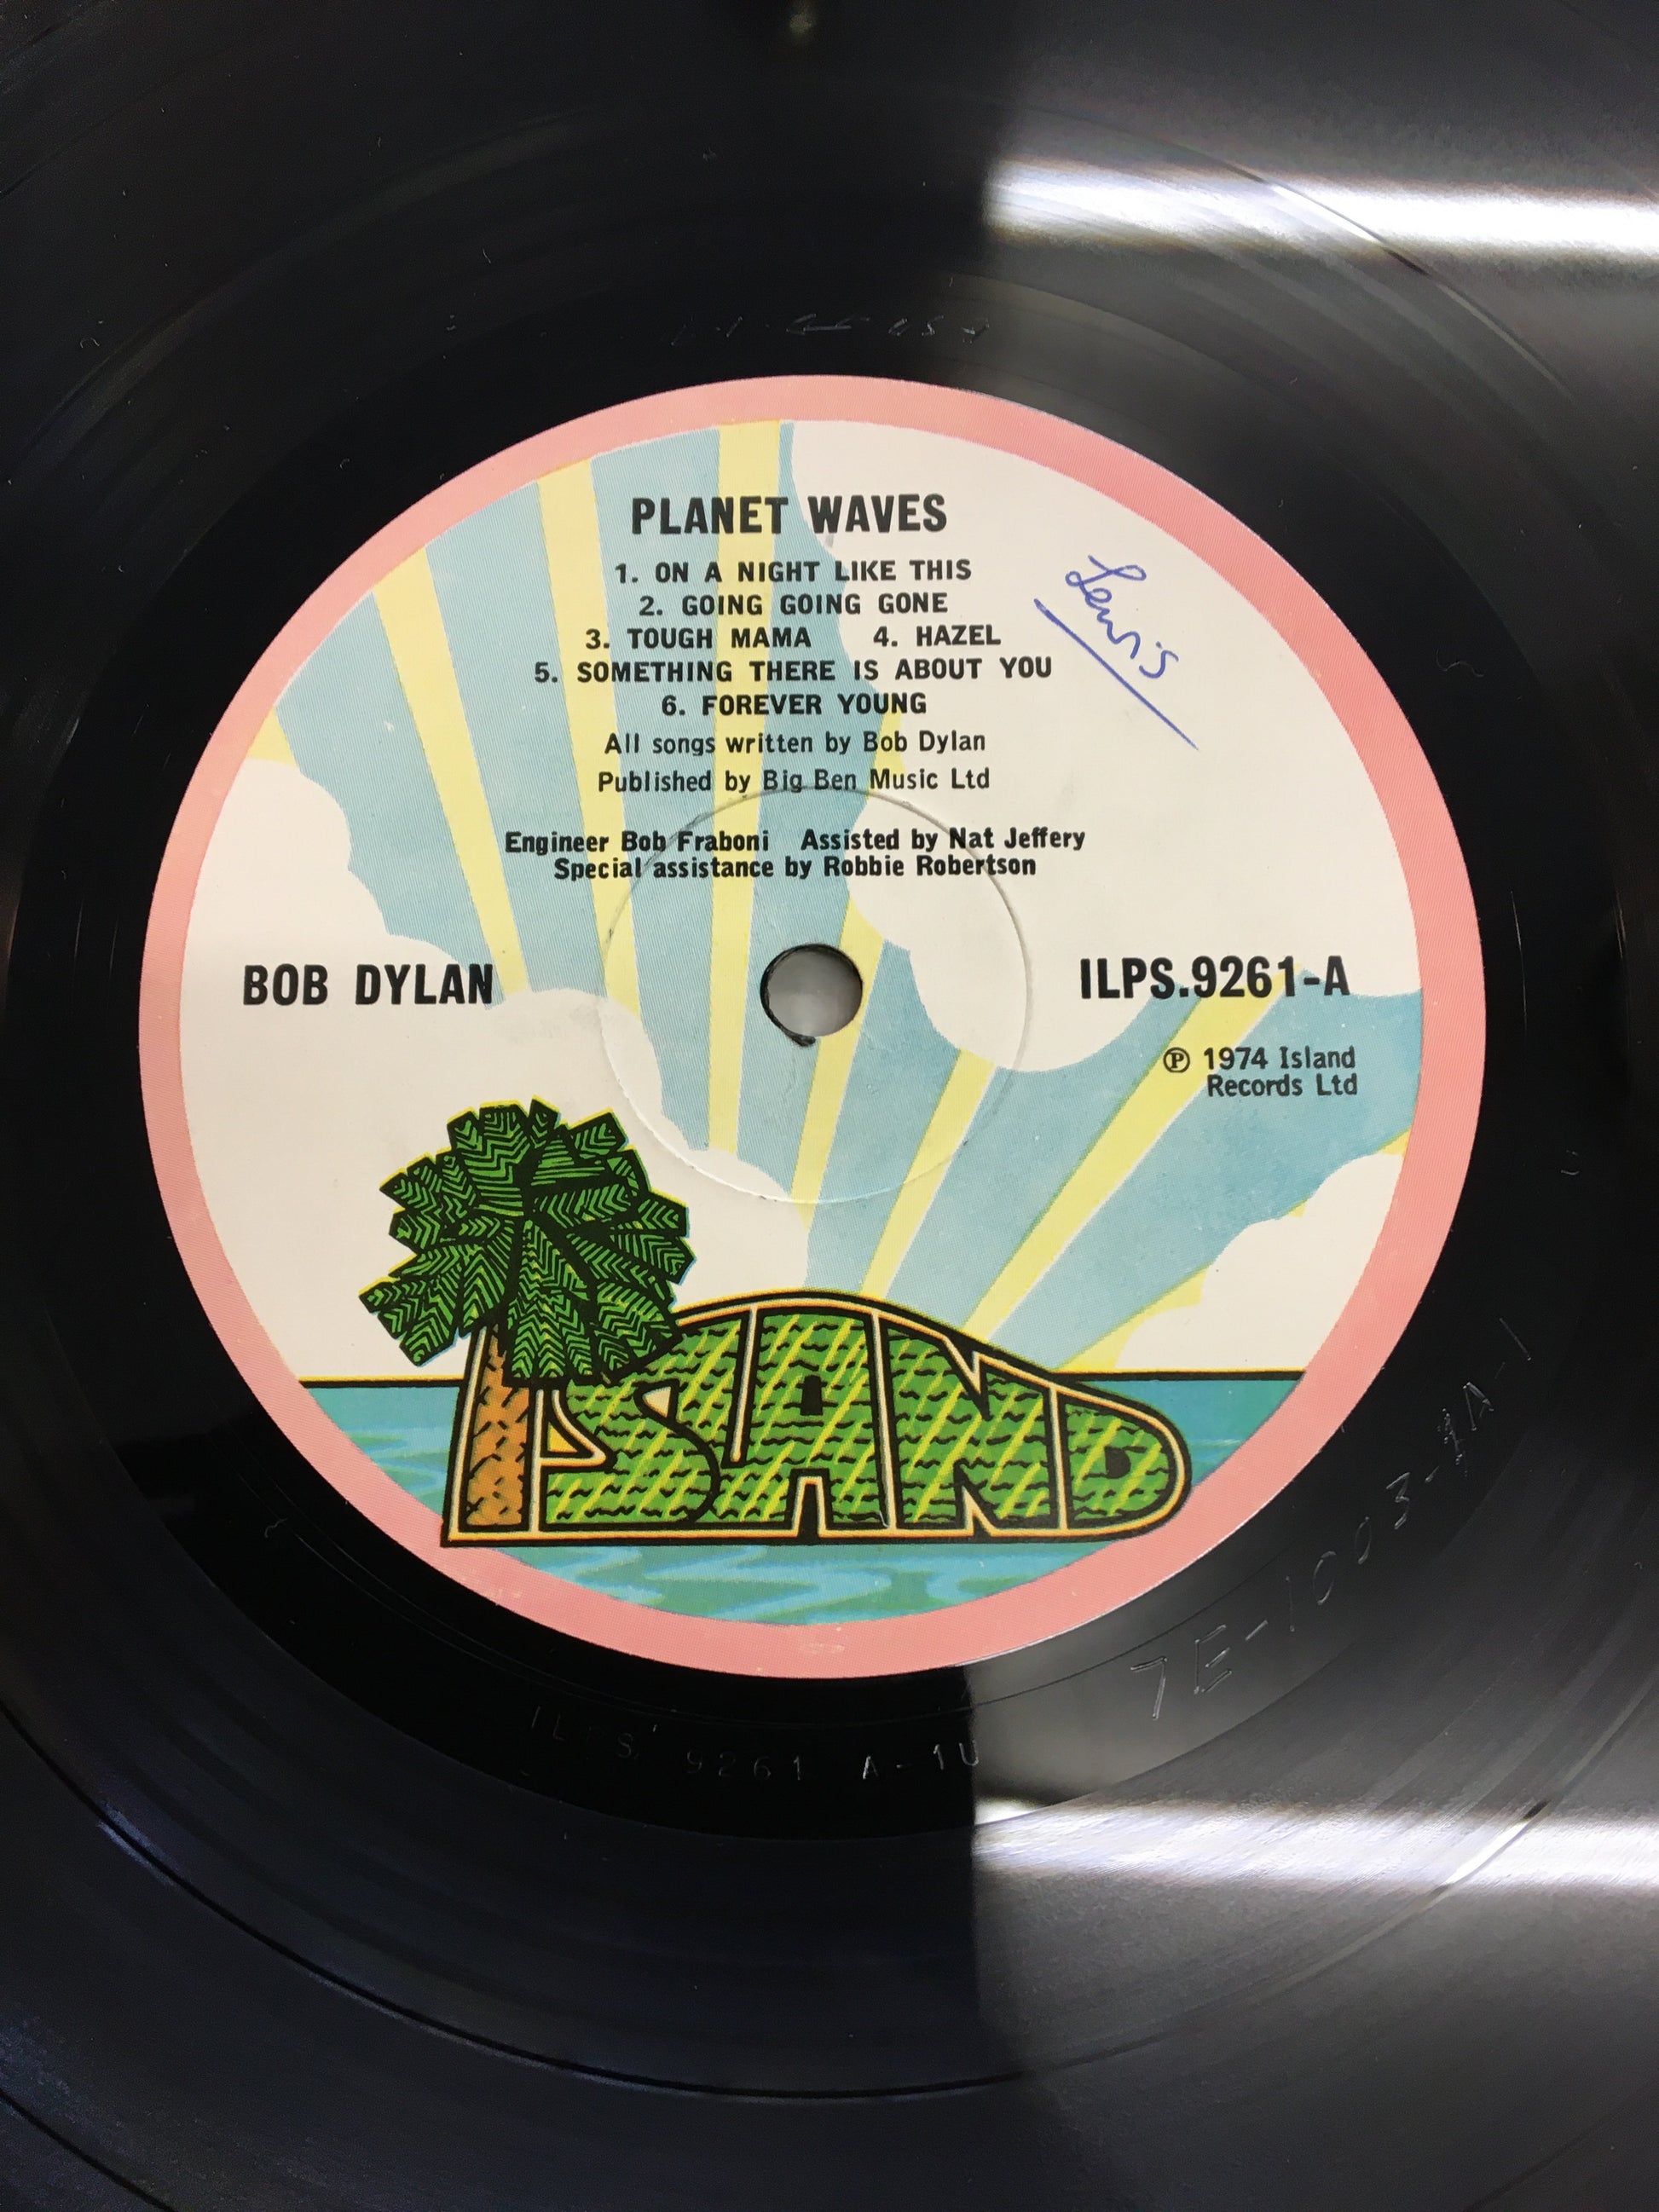 PLANET WAVES
1. ON A NIGHT LIKE THIS
2. GOING GOING GONE
3. TOUGH MAMA 4. HAZEL
5. SOMETHING THERE IS ABOUT YOU
6. FOREVER YOUNG
All songs written by Bob Dylan
Published by Big Ben Music Ltd
Engineer Bob Fraboni Assisted by Nat Jeffery
Special assistance by Robbie Robertson
Lewis
BOB DYLAN
ILPS.9261-A
℗ 1974 Island
Records Ltd
ISLAND
ILPS 9261 A-1U